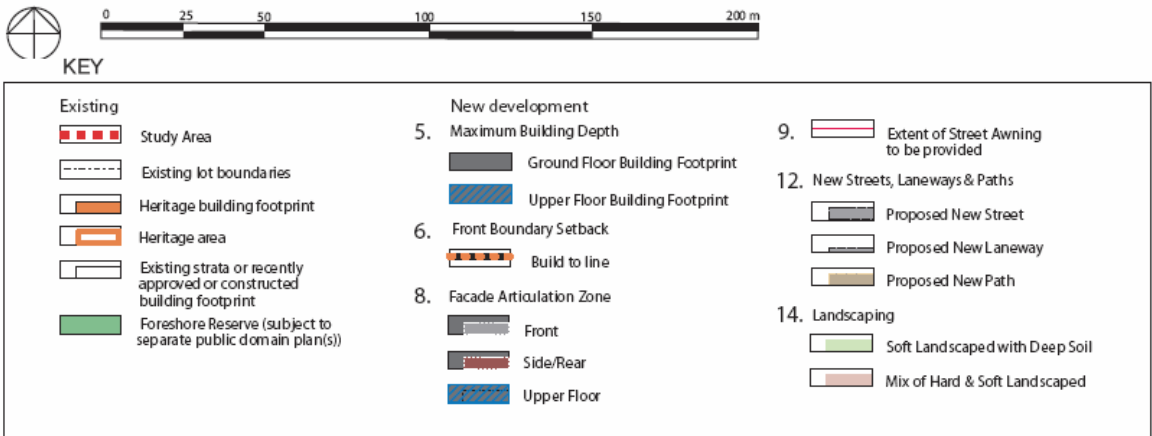 0 25 50 100 150 200 m
KEY
Existing
Study Area
Existing lot boundaries
Heritage building footprint
Heritage area
Existing strata or recently
approved or constructed
building footprint
Foreshore Reserve (subject to
separate public domain plan(s))
New development
5. Maximum Building Depth
Ground Floor Building Footprint
Upper Floor Building Footprint
6. Front Boundary Setback
Build to line
8. Facade Articulation Zone
Front
Side/Rear
Upper Floor
9. Extent of Street Awning
to be provided
12. New Streets, Laneways & Paths
Proposed New Street
Proposed New Laneway
Proposed New Path
14. Landscaping
Soft Landscaped with Deep Soil
Mix of Hard & Soft Landscaped